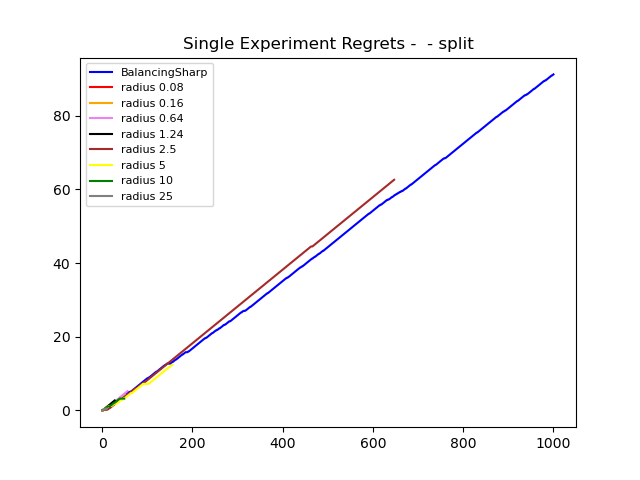 Single Experiment Regrets -  - split
BalancingSharp
radius 0.08
radius 0.16
radius 0.64
radius 1.24
radius 2.5
radius 5
radius 10
radius 25
80
60
40
20
0
0 200 400 600 800 1000